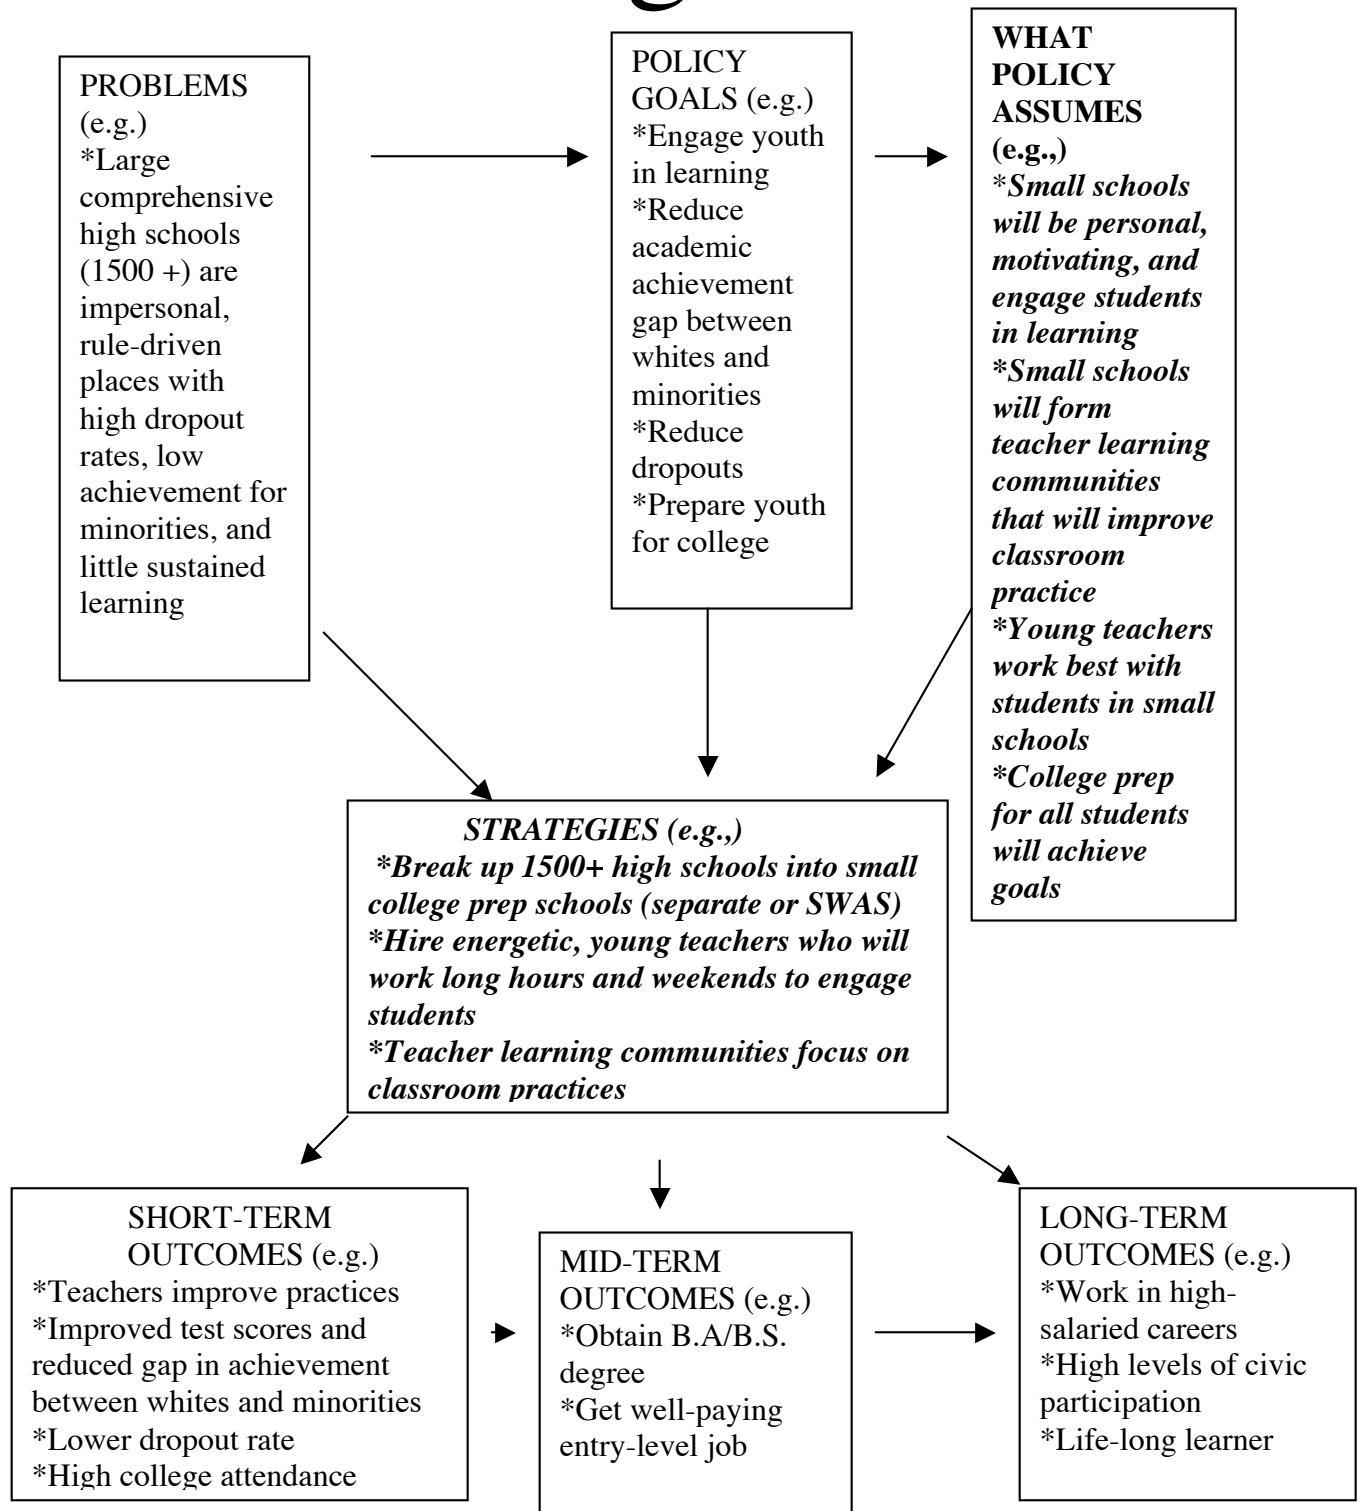 PROBLEMS
(e.g.)
*Large
comprehensive
high schools
(1500 +) are
impersonal,
rule-driven
places with
high dropout
rates, low
achievement for
minorities, and
little sustained
learning
POLICY
GOALS (e.g.)
*Engage youth
in learning
*Reduce
academic
achievement
gap between
whites and
minorities
*Reduce
dropouts
*Prepare youth
for college
WHAT
POLICY
ASSUMES
(e.g.,)
*Small schools
will be personal,
motivating, and
engage students
in learning
*Small schools
will form
teacher learning
communities
that will improve
classroom
practice
*Young teachers
work best with
students in small
schools
*College prep
for all students
will achieve
goals
STRATEGIES (e.g.,)
*Break up 1500+ high schools into small
college prep schools (separate or SWAS)
*Hire energetic, young teachers who will
work long hours and weekends to engage
students
*Teacher learning communities focus on
classroom practices
SHORT-TERM
OUTCOMES (e.g.)
*Teachers improve practices
*Improved test scores and
reduced gap in achievement
between whites and minorities
*Lower dropout rate
*High college attendance
MID-TERM
OUTCOMES (e.g.)
*Obtain B.A/B.S.
degree
*Get well-paying
entry-level job
LONG-TERM
OUTCOMES (e.g.)
*Work in high-
salaried careers
*High levels of civic
participation
*Life-long learner